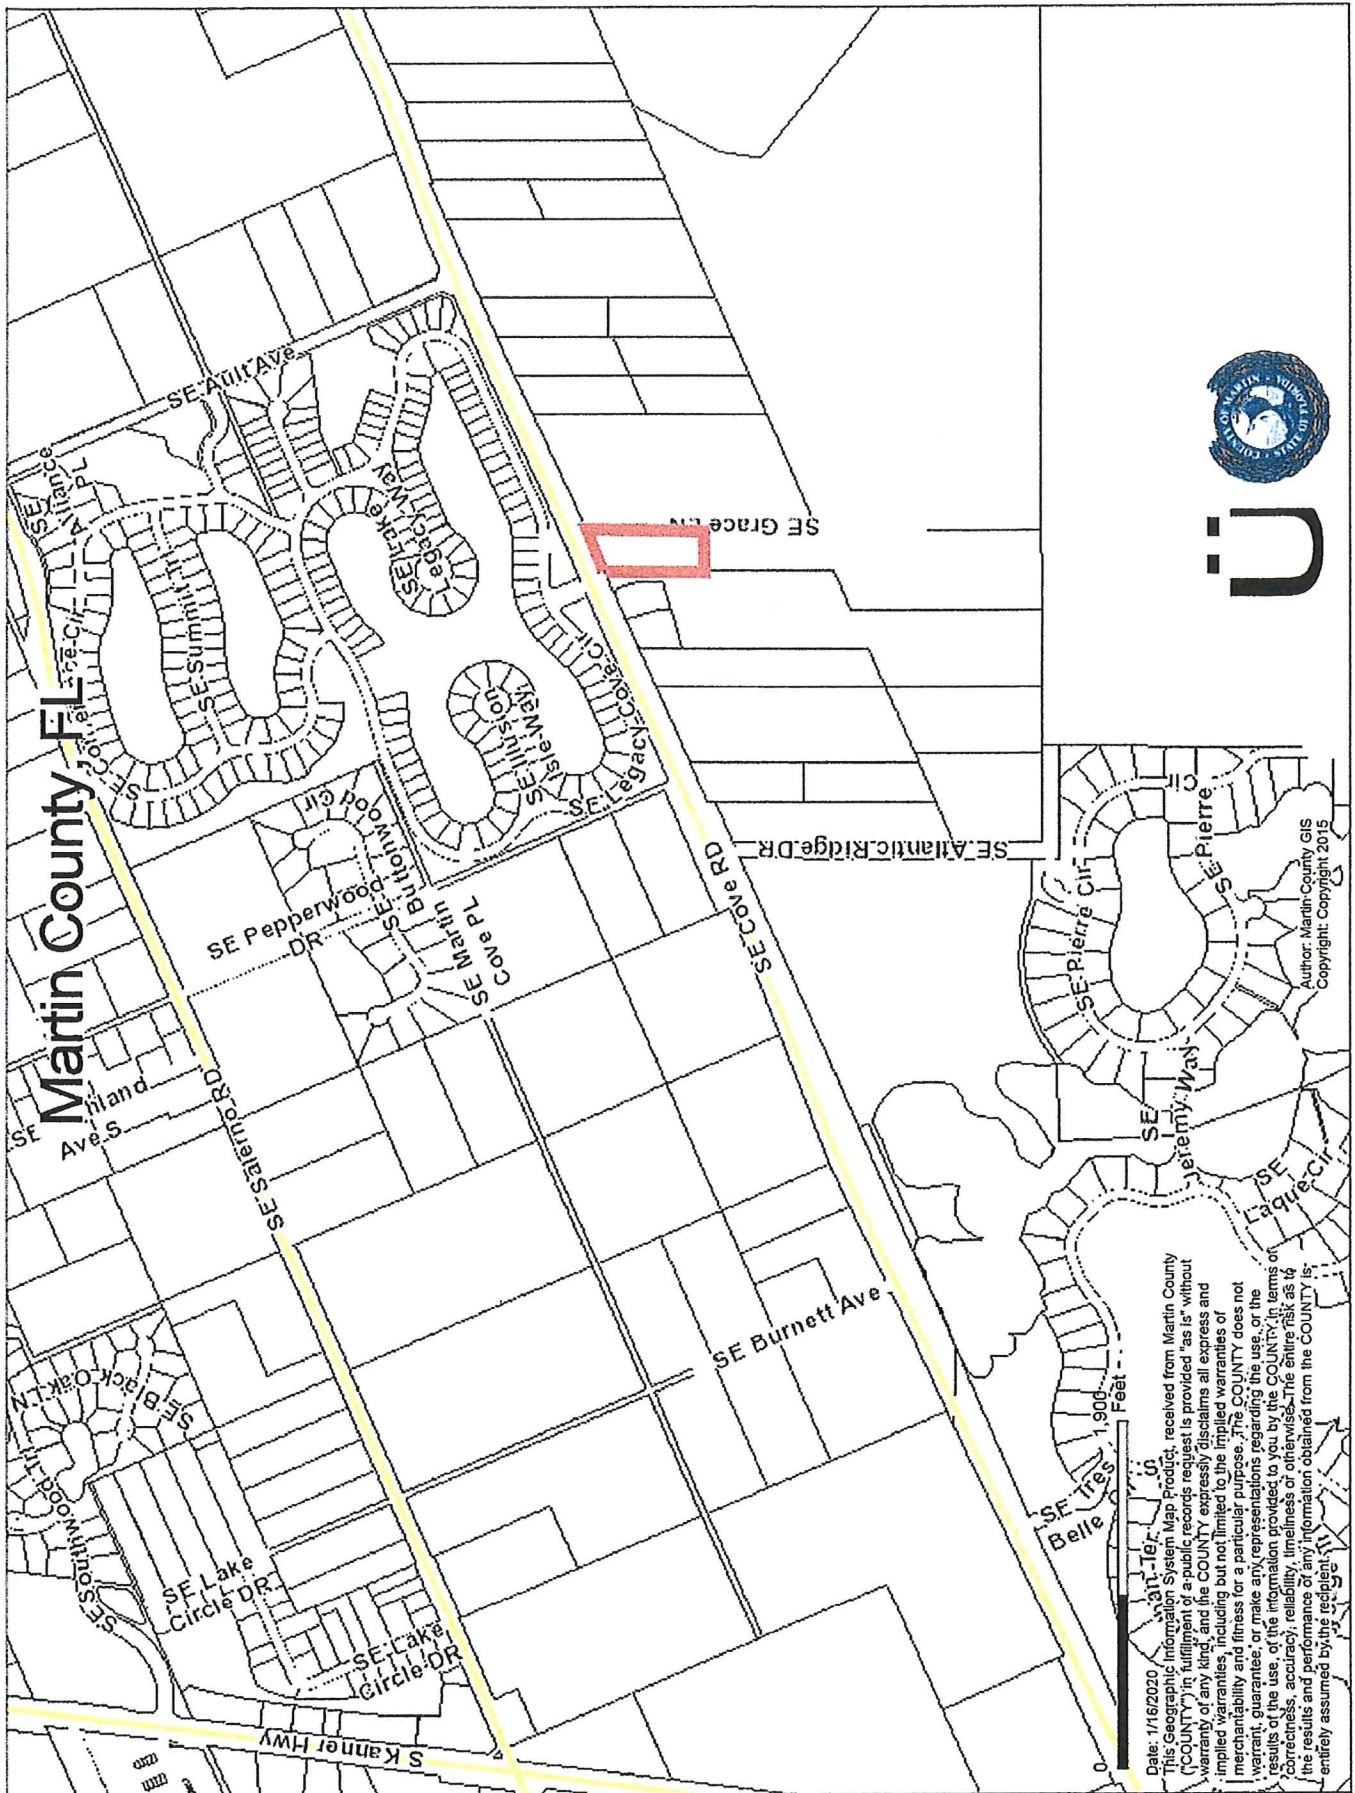 Martin County, FL
SE Southwood Trl
SE Black Oak LN
SE Lake
Circle DR
SE Lake
Circle DR
S Kanner Hwy
SE
Ave S
SE Salerno RD
SE Pepperwood
DR
SE
Buttonwood Cir
SE Martin
Cove PL
SE Summit Trl
SE
Alliance
PL
SE Ault Ave
SE Lake
Legacy Way
SE Illusion
Isle Way
SE Legacy Cove Cir
SE Burnett Ave
SE Cove RD
SE Grace LN
SE Atlantic Ridge DR
SE Pierre Cir
SE Pierre
Cir
SE
Jeremy Way
SE
Laque Cir
SE Tres
Belle
0
1,900
Feet
COUNTY OF MARTIN
STATE OF FLORIDA
Ü
Author: Martin County GIS
Copyright: Copyright 2015
Date: 1/16/2020
This Geographic Information System Map Product, received from Martin County
("COUNTY") in fulfillment of a public records request is provided "as is" without
warranty of any kind, and the COUNTY expressly disclaims all express and
implied warranties, including but not limited to the implied warranties of
merchantability and fitness for a particular purpose. The COUNTY does not
warrant, guarantee, or make any representations regarding the use, or the
results of the use, of the information provided to you by the COUNTY in terms of
correctness, accuracy, reliability, timeliness or otherwise. The entire risk as to
the results and performance of any information obtained from the COUNTY is
entirely assumed by the recipient.